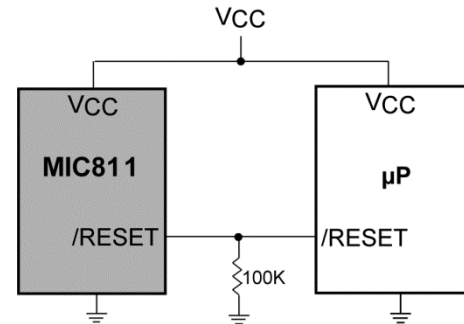 VCC
VCC
VCC
MIC811
µP
/RESET
/RESET
100K